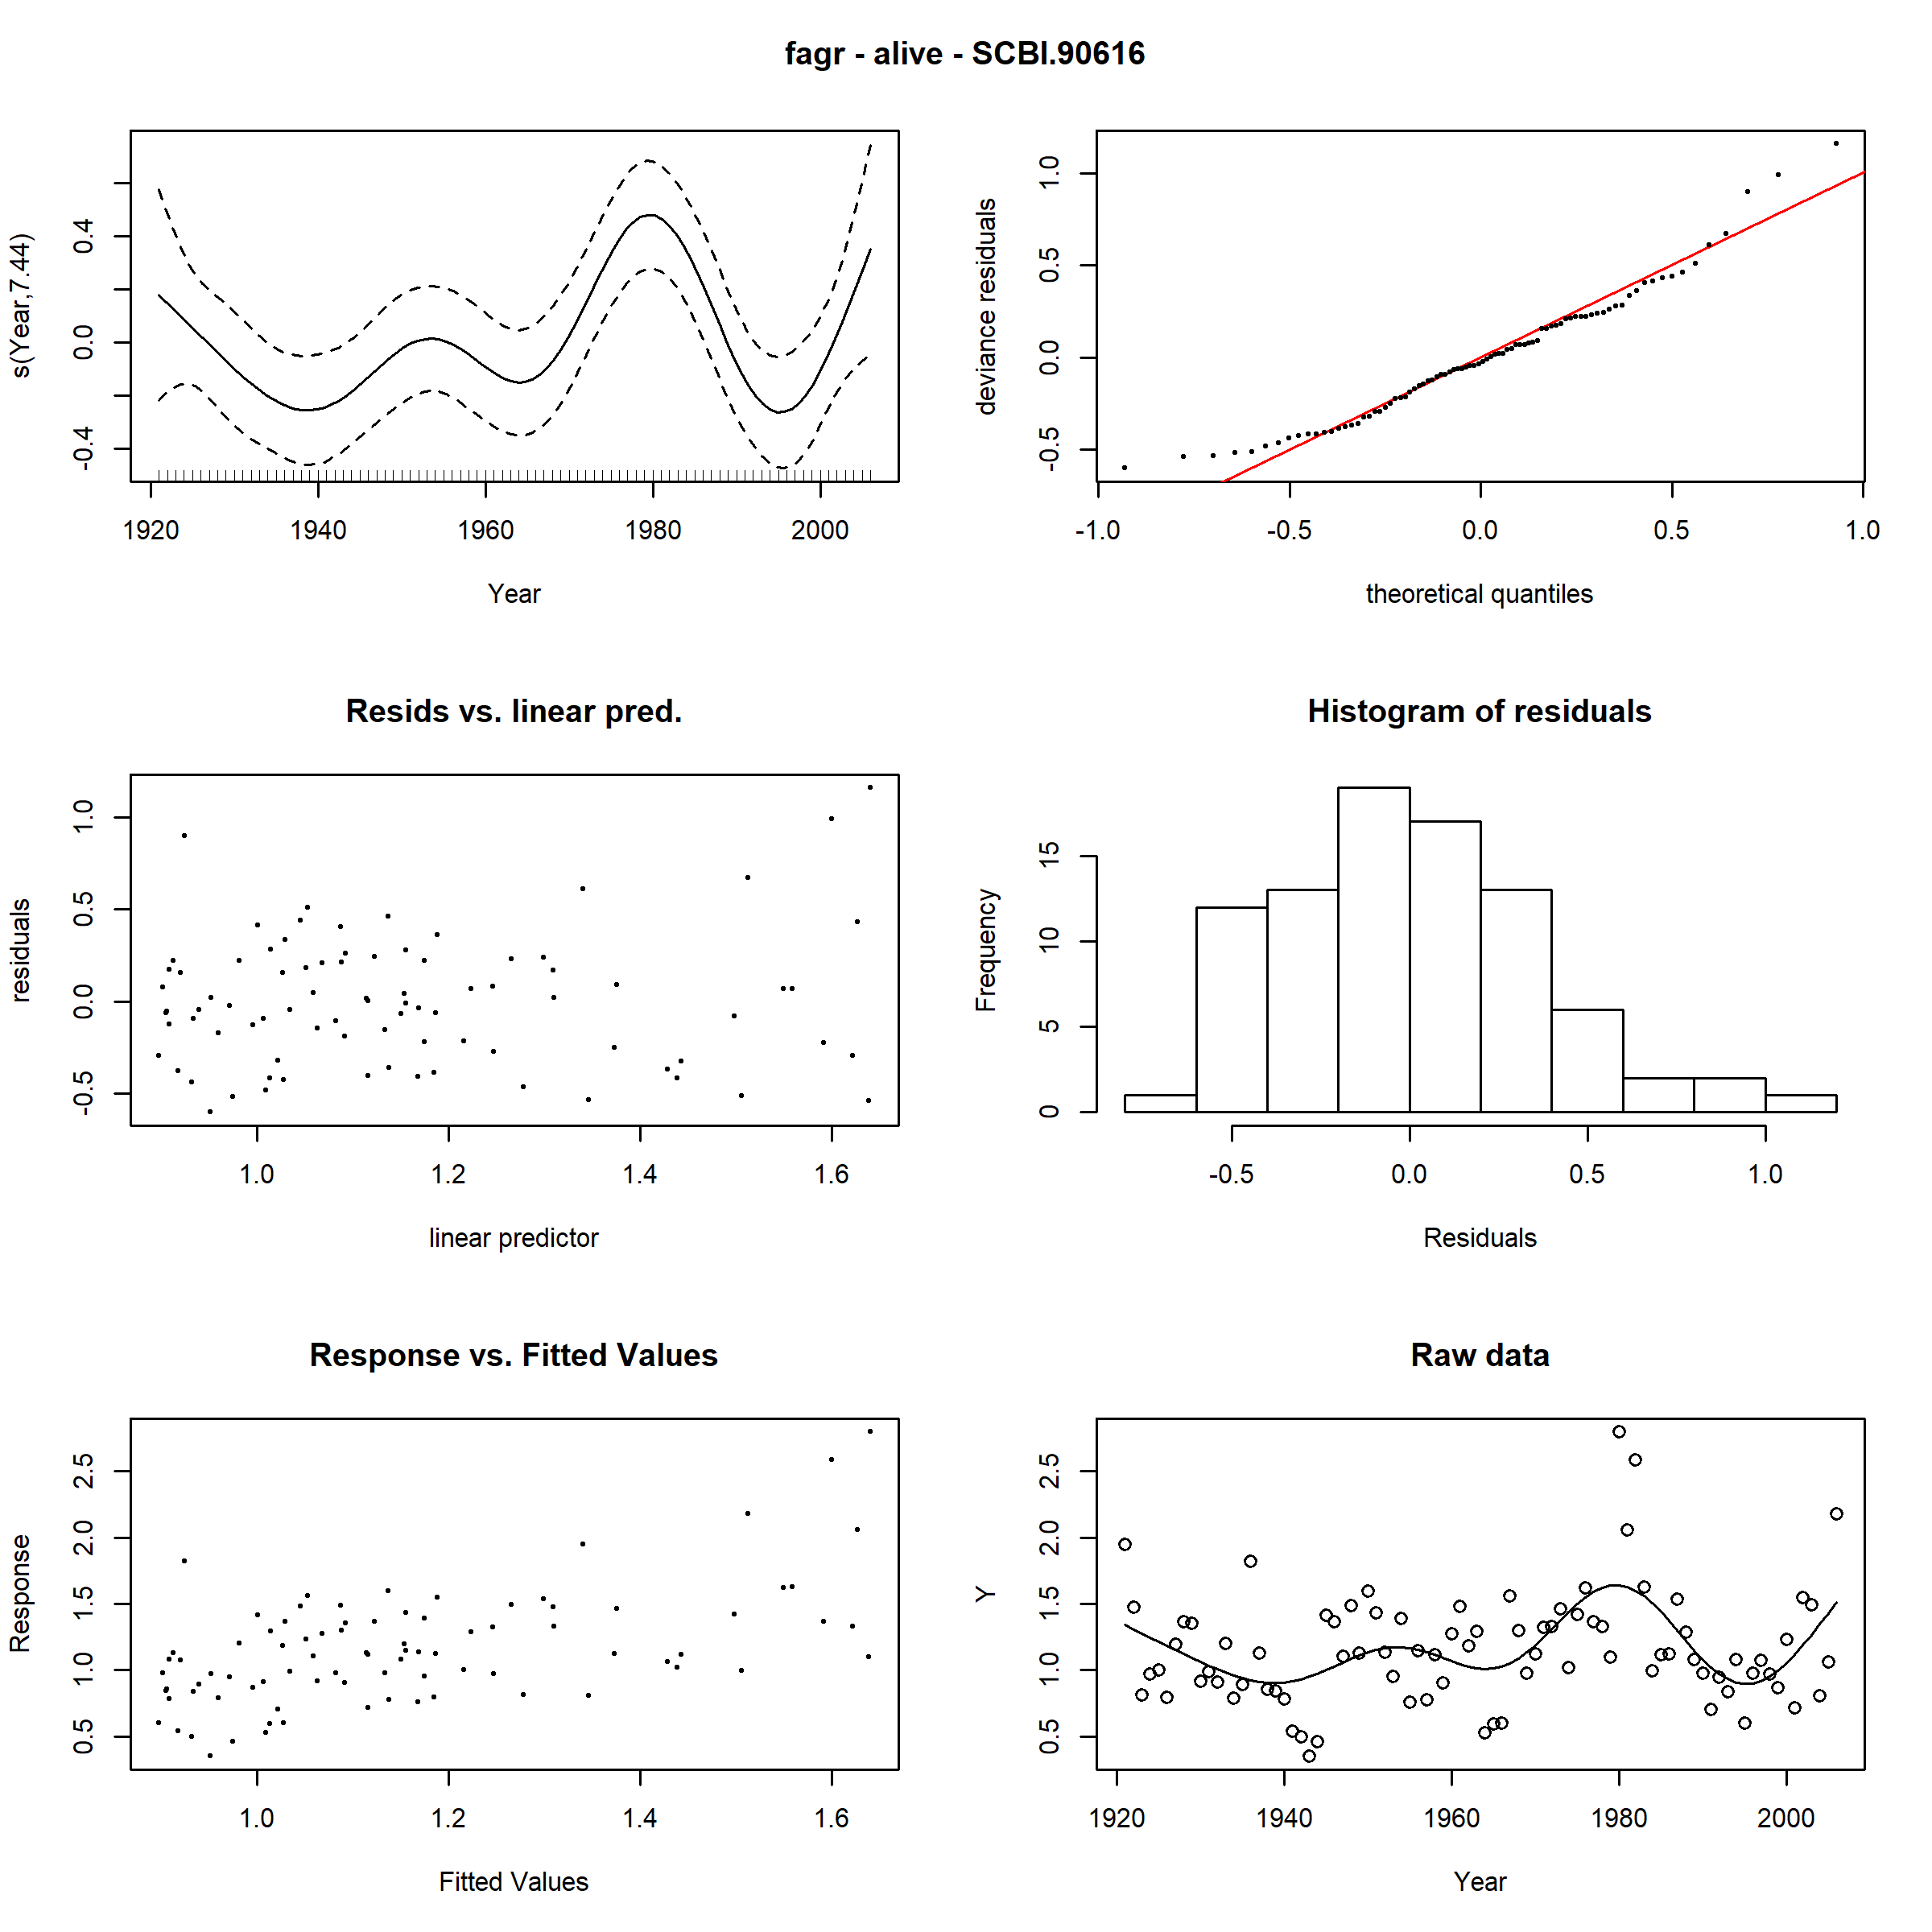 fagr - alive - SCBI.90616
s(Year,7.44)
-0.4 0.0 0.4
1920 1940 1960 1980 2000
Year
deviance residuals
-0.5 0.0 0.5 1.0
-1.0 -0.5 0.0 0.5 1.0
theoretical quantiles
Resids vs. linear pred.
residuals
-0.5 0.0 0.5 1.0
1.0 1.2 1.4 1.6
linear predictor
Histogram of residuals
Frequency
0 5 10 15
-0.5 0.0 0.5 1.0
Residuals
Response vs. Fitted Values
Response
0.5 1.0 1.5 2.0 2.5
1.0 1.2 1.4 1.6
Fitted Values
Raw data
Y
0.5 1.0 1.5 2.0 2.5
1920 1940 1960 1980 2000
Year